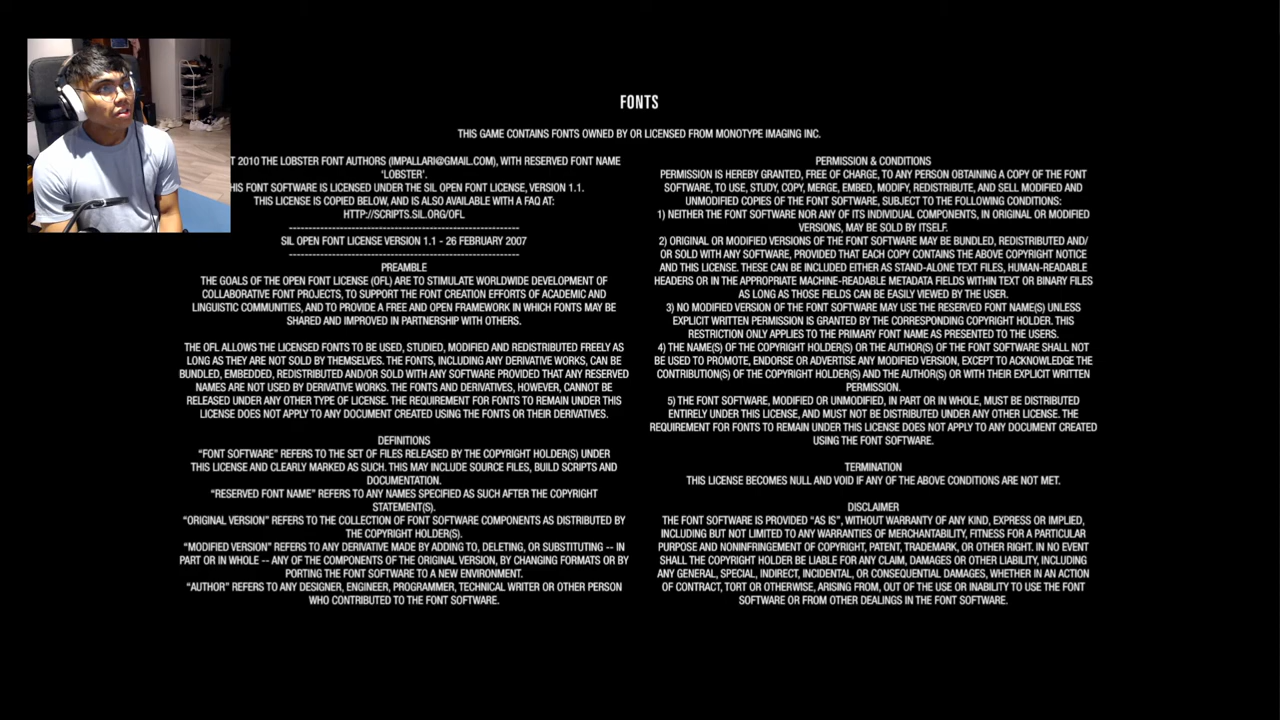 FONTS
THIS GAME CONTAINS FONTS OWNED BY OR LICENSED FROM MONOTYPE IMAGING INC.
2010 THE LOBSTER FONT AUTHORS (IMPALLARI@GMAIL.COM), WITH RESERVED FONT NAME
‘LOBSTER’.
FONT SOFTWARE IS LICENSED UNDER THE SIL OPEN FONT LICENSE, VERSION 1.1.
THIS LICENSE IS COPIED BELOW, AND IS ALSO AVAILABLE WITH A FAQ AT:
HTTP://SCRIPTS.SIL.ORG/OFL
-----------------------------------------------------------
SIL OPEN FONT LICENSE VERSION 1.1 - 26 FEBRUARY 2007
-----------------------------------------------------------
PREAMBLE
THE GOALS OF THE OPEN FONT LICENSE (OFL) ARE TO STIMULATE WORLDWIDE DEVELOPMENT OF
COLLABORATIVE FONT PROJECTS, TO SUPPORT THE FONT CREATION EFFORTS OF ACADEMIC AND
LINGUISTIC COMMUNITIES, AND TO PROVIDE A FREE AND OPEN FRAMEWORK IN WHICH FONTS MAY BE
SHARED AND IMPROVED IN PARTNERSHIP WITH OTHERS.
THE OFL ALLOWS THE LICENSED FONTS TO BE USED, STUDIED, MODIFIED AND REDISTRIBUTED FREELY AS
LONG AS THEY ARE NOT SOLD BY THEMSELVES. THE FONTS, INCLUDING ANY DERIVATIVE WORKS, CAN BE
BUNDLED, EMBEDDED, REDISTRIBUTED AND/OR SOLD WITH ANY SOFTWARE PROVIDED THAT ANY RESERVED
NAMES ARE NOT USED BY DERIVATIVE WORKS. THE FONTS AND DERIVATIVES, HOWEVER, CANNOT BE
RELEASED UNDER ANY OTHER TYPE OF LICENSE. THE REQUIREMENT FOR FONTS TO REMAIN UNDER THIS
LICENSE DOES NOT APPLY TO ANY DOCUMENT CREATED USING THE FONTS OR THEIR DERIVATIVES.
DEFINITIONS
“FONT SOFTWARE” REFERS TO THE SET OF FILES RELEASED BY THE COPYRIGHT HOLDER(S) UNDER
THIS LICENSE AND CLEARLY MARKED AS SUCH. THIS MAY INCLUDE SOURCE FILES, BUILD SCRIPTS AND
DOCUMENTATION.
“RESERVED FONT NAME” REFERS TO ANY NAMES SPECIFIED AS SUCH AFTER THE COPYRIGHT
STATEMENT(S).
“ORIGINAL VERSION” REFERS TO THE COLLECTION OF FONT SOFTWARE COMPONENTS AS DISTRIBUTED BY
THE COPYRIGHT HOLDER(S).
“MODIFIED VERSION” REFERS TO ANY DERIVATIVE MADE BY ADDING TO, DELETING, OR SUBSTITUTING -- IN
PART OR IN WHOLE -- ANY OF THE COMPONENTS OF THE ORIGINAL VERSION, BY CHANGING FORMATS OR BY
PORTING THE FONT SOFTWARE TO A NEW ENVIRONMENT.
“AUTHOR” REFERS TO ANY DESIGNER, ENGINEER, PROGRAMMER, TECHNICAL WRITER OR OTHER PERSON
WHO CONTRIBUTED TO THE FONT SOFTWARE.
PERMISSION & CONDITIONS
PERMISSION IS HEREBY GRANTED, FREE OF CHARGE, TO ANY PERSON OBTAINING A COPY OF THE FONT
SOFTWARE, TO USE, STUDY, COPY, MERGE, EMBED, MODIFY, REDISTRIBUTE, AND SELL MODIFIED AND
UNMODIFIED COPIES OF THE FONT SOFTWARE, SUBJECT TO THE FOLLOWING CONDITIONS:
1) NEITHER THE FONT SOFTWARE NOR ANY OF ITS INDIVIDUAL COMPONENTS, IN ORIGINAL OR MODIFIED
VERSIONS, MAY BE SOLD BY ITSELF.
2) ORIGINAL OR MODIFIED VERSIONS OF THE FONT SOFTWARE MAY BE BUNDLED, REDISTRIBUTED AND/
OR SOLD WITH ANY SOFTWARE, PROVIDED THAT EACH COPY CONTAINS THE ABOVE COPYRIGHT NOTICE
AND THIS LICENSE. THESE CAN BE INCLUDED EITHER AS STAND-ALONE TEXT FILES, HUMAN-READABLE
HEADERS OR IN THE APPROPRIATE MACHINE-READABLE METADATA FIELDS WITHIN TEXT OR BINARY FILES
AS LONG AS THOSE FIELDS CAN BE EASILY VIEWED BY THE USER.
3) NO MODIFIED VERSION OF THE FONT SOFTWARE MAY USE THE RESERVED FONT NAME(S) UNLESS
EXPLICIT WRITTEN PERMISSION IS GRANTED BY THE CORRESPONDING COPYRIGHT HOLDER. THIS
RESTRICTION ONLY APPLIES TO THE PRIMARY FONT NAME AS PRESENTED TO THE USERS.
4) THE NAME(S) OF THE COPYRIGHT HOLDER(S) OR THE AUTHOR(S) OF THE FONT SOFTWARE SHALL NOT
BE USED TO PROMOTE, ENDORSE OR ADVERTISE ANY MODIFIED VERSION, EXCEPT TO ACKNOWLEDGE THE
CONTRIBUTION(S) OF THE COPYRIGHT HOLDER(S) AND THE AUTHOR(S) OR WITH THEIR EXPLICIT WRITTEN
PERMISSION.
5) THE FONT SOFTWARE, MODIFIED OR UNMODIFIED, IN PART OR IN WHOLE, MUST BE DISTRIBUTED
ENTIRELY UNDER THIS LICENSE, AND MUST NOT BE DISTRIBUTED UNDER ANY OTHER LICENSE. THE
REQUIREMENT FOR FONTS TO REMAIN UNDER THIS LICENSE DOES NOT APPLY TO ANY DOCUMENT CREATED
USING THE FONT SOFTWARE.
TERMINATION
THIS LICENSE BECOMES NULL AND VOID IF ANY OF THE ABOVE CONDITIONS ARE NOT MET.
DISCLAIMER
THE FONT SOFTWARE IS PROVIDED “AS IS”, WITHOUT WARRANTY OF ANY KIND, EXPRESS OR IMPLIED,
INCLUDING BUT NOT LIMITED TO ANY WARRANTIES OF MERCHANTABILITY, FITNESS FOR A PARTICULAR
PURPOSE AND NONINFRINGEMENT OF COPYRIGHT, PATENT, TRADEMARK, OR OTHER RIGHT. IN NO EVENT
SHALL THE COPYRIGHT HOLDER BE LIABLE FOR ANY CLAIM, DAMAGES OR OTHER LIABILITY, INCLUDING
ANY GENERAL, SPECIAL, INDIRECT, INCIDENTAL, OR CONSEQUENTIAL DAMAGES, WHETHER IN AN ACTION
OF CONTRACT, TORT OR OTHERWISE, ARISING FROM, OUT OF THE USE OR INABILITY TO USE THE FONT
SOFTWARE OR FROM OTHER DEALINGS IN THE FONT SOFTWARE.